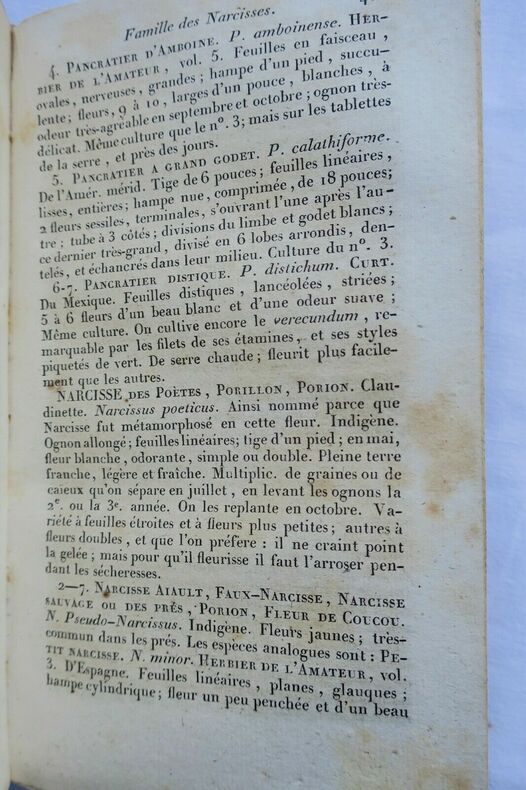 Famille des Narcisses.
4. PANCRATIER D'AMBOINE. P. amboinense. HER-
BIER DE L'AMATEUR, vol. 5. Feuilles en faisceau,
ovales, nerveuses, grandes; hampe d'un pied, succu-
lente; fleurs, 9 à 10, larges d'un pouce, blanches, à
odeur très-agréable en septembre et octobre; ognon très-
délicat. Même culture que le n°. 3; mais sur les tablettes
de la serre, et près des jours.
5. PANCRATIER A GRAND GODET. P. calathiforme.
De l'Amér. mérid. Tige de 6 pouces; feuilles linéaires,
lisses, entières; hampe nue, comprimée, de 18 pouces;
2 fleurs sessiles, terminales, s'ouvrant l'une après l'au-
tre; tube à 3 côtés; divisions du limbe et godet blancs;
ce dernier très-grand, divisé en 6 lobes arrondis, den-
telés, et échancrés dans leur milieu. Culture du n°. 3.
6-7. PANCRATIER DISTIQUE. P. distichum. CURT.
Du Mexique. Feuilles distiques, lancéolées, striées;
5 à 6 fleurs d'un beau blanc et d'une odeur suave;
Même culture. On cultive encore le verecundum, re-
marquable par les filets de ses étamines, et ses styles
piquetés de vert. De serre chaude; fleurit plus facile-
ment que les autres.
NARCISSE DES POÈTES, PORILLON, PORION. Clau-
dinette. Narcissus poeticus. Ainsi nommé parce que
Narcisse fut métamorphosé en cette fleur. Indigène.
Ognon allongé; feuilles linéaires; tige d'un pied; en mai,
fleur blanche, odorante, simple ou double. Pleine terre
franche, légère et fraîche. Multiplic. de graines ou de
caïeux qu'on sépare en juillet, en levant les ognons la
2e. ou la 3e. année. On les replante en octobre. Va-
riété à feuilles étroites et à fleurs plus petites; autres à
fleurs doubles, et que l'on préfère: il ne craint point
la gelée; mais pour qu'il fleurisse il faut l'arroser pen-
dant les sécheresses.
2-7. NARCISSE AIAULT, FAUX-NARCISSE, NARCISSE
SAUVAGE OU DES PRÉS, PORION, FLEUR DE COUCOU.
N. Pseudo-Narcissus. Indigène. Fleurs jaunes; très-
commun dans les prés. Les espèces analogues sont: PE-
TIT NARCISSE. N. minor. HERBIER DE L'AMATEUR, vol.
3. D'Espagne. Feuilles linéaires, planes, glauques;
hampe cylindrique; fleur un peu penchée et d'un beau